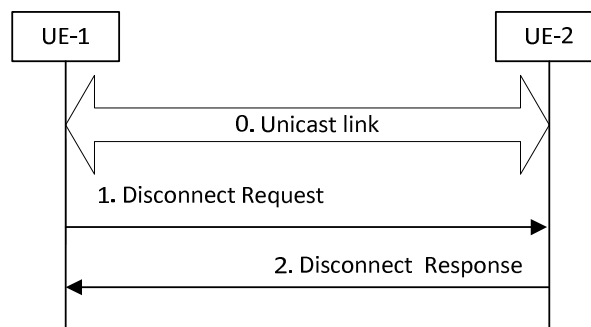 UE-1
UE-2
0. Unicast link
1. Disconnect Request
2. Disconnect Response